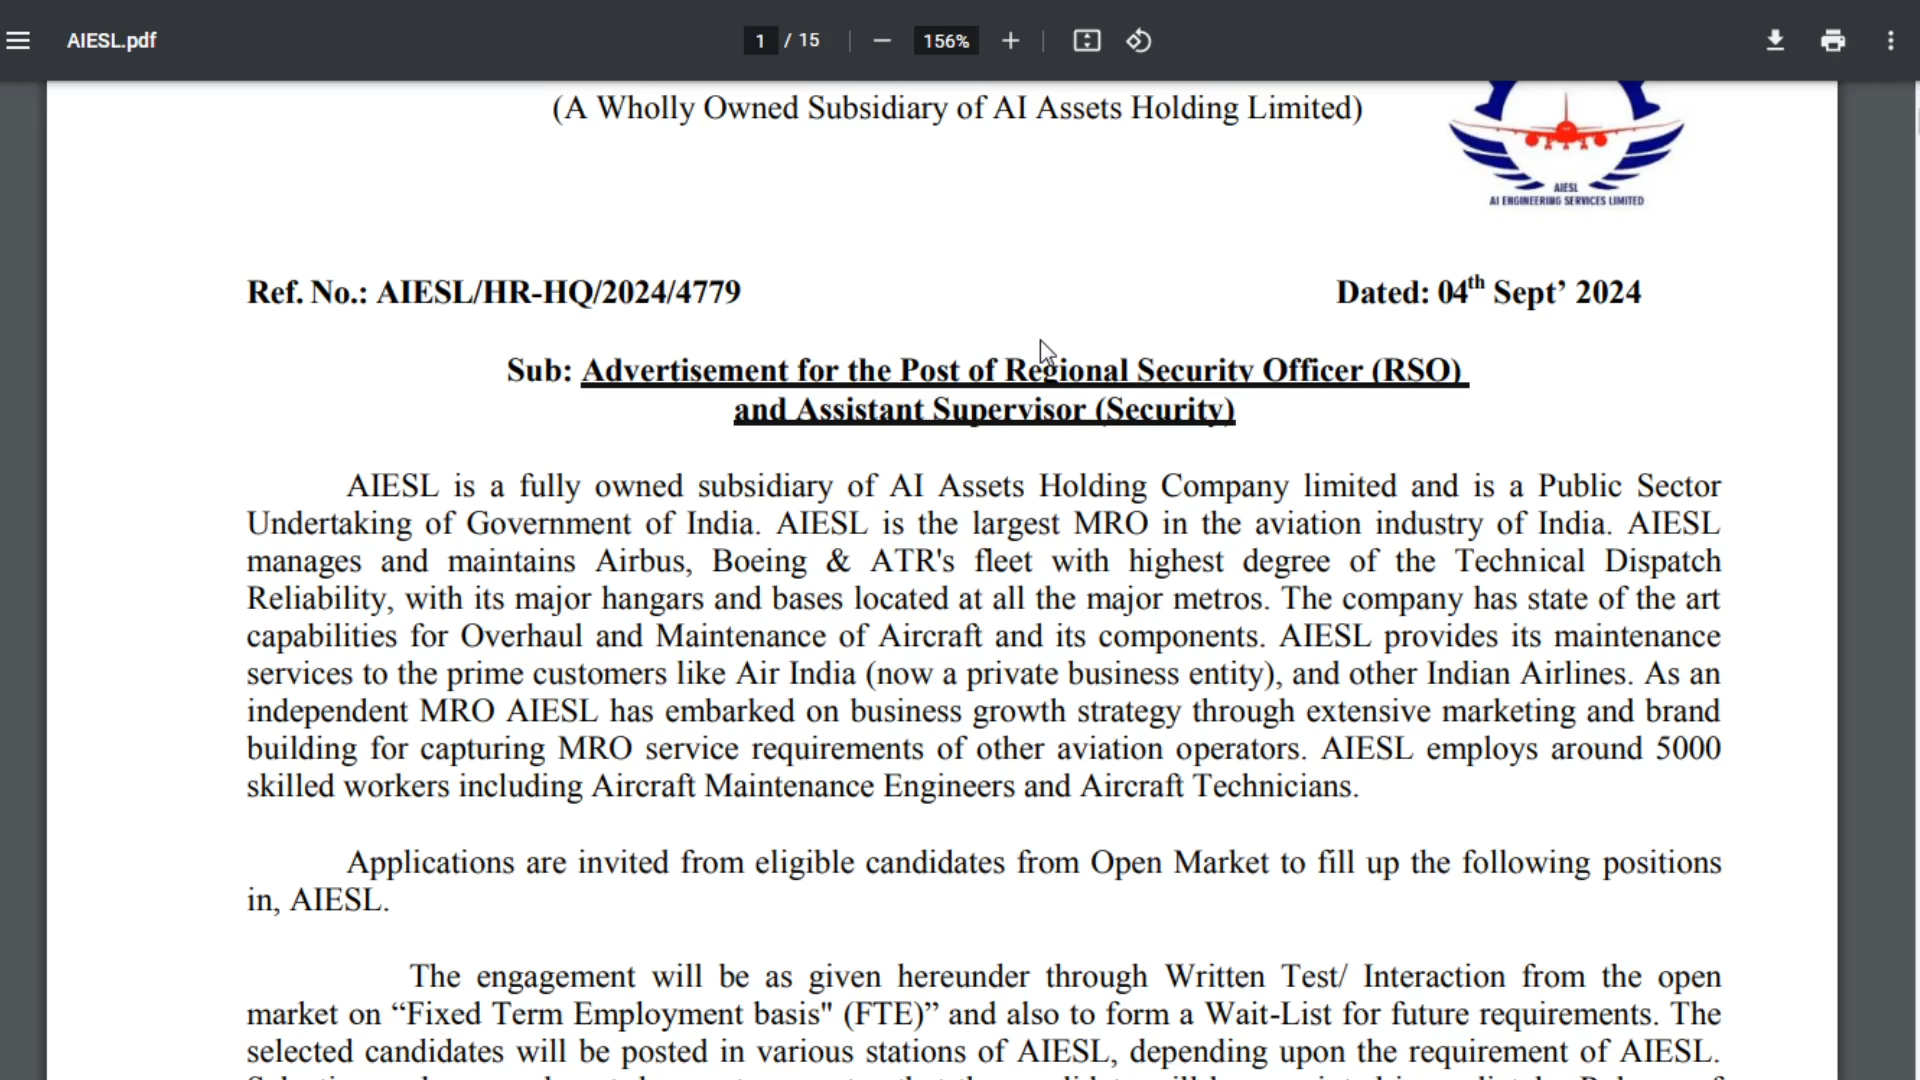 AIESL.pdf
1 / 15
156%
(A Wholly Owned Subsidiary of AI Assets Holding Limited)
AIESL
AI ENGINEERING SERVICES LIMITED
Ref. No.: AIESL/HR-HQ/2024/4779 Dated: 04th Sept’ 2024
Sub: Advertisement for the Post of Regional Security Officer (RSO)
and Assistant Supervisor (Security)
AIESL is a fully owned subsidiary of AI Assets Holding Company limited and is a Public Sector
Undertaking of Government of India. AIESL is the largest MRO in the aviation industry of India. AIESL
manages and maintains Airbus, Boeing & ATR's fleet with highest degree of the Technical Dispatch
Reliability, with its major hangars and bases located at all the major metros. The company has state of the art
capabilities for Overhaul and Maintenance of Aircraft and its components. AIESL provides its maintenance
services to the prime customers like Air India (now a private business entity), and other Indian Airlines. As an
independent MRO AIESL has embarked on business growth strategy through extensive marketing and brand
building for capturing MRO service requirements of other aviation operators. AIESL employs around 5000
skilled workers including Aircraft Maintenance Engineers and Aircraft Technicians.
Applications are invited from eligible candidates from Open Market to fill up the following positions
in, AIESL.
The engagement will be as given hereunder through Written Test/ Interaction from the open
market on “Fixed Term Employment basis" (FTE)” and also to form a Wait-List for future requirements. The
selected candidates will be posted in various stations of AIESL, depending upon the requirement of AIESL.